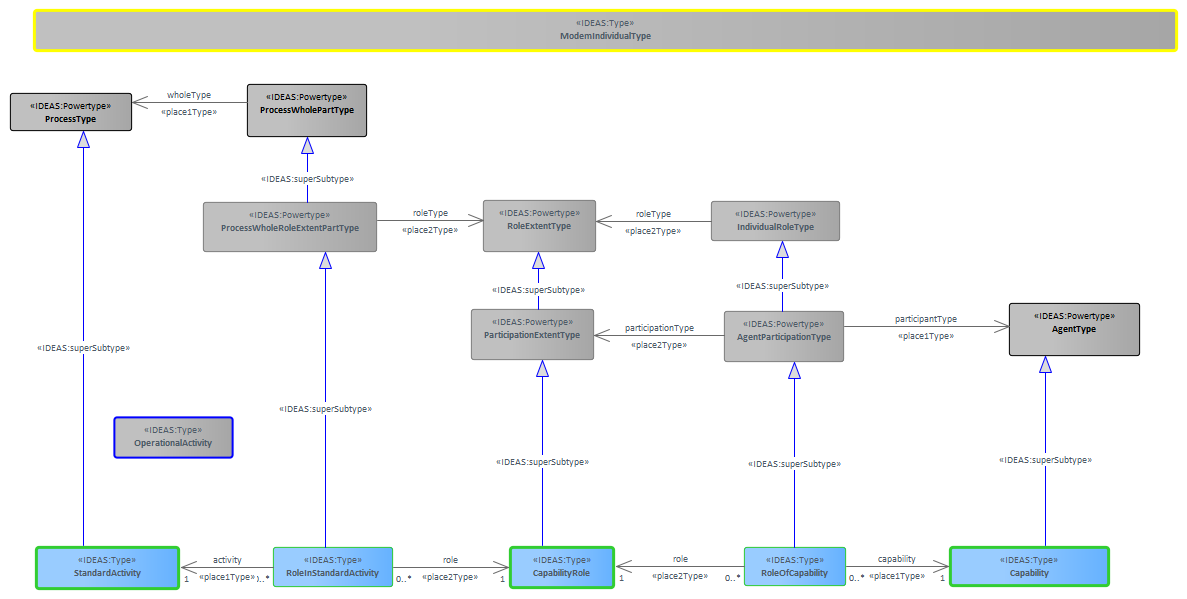 «IDEAS:Type»
ModemIndividualType
wholeType
«place1Type»
«IDEAS:Powertype»
ProcessType
«IDEAS:Powertype»
ProcessWholePartType
«IDEAS:superSubtype»
«IDEAS:Powertype»
ProcessWholeRoleExtentPartType
roleType
«place2Type»
«IDEAS:Powertype»
RoleExtentType
roleType
«place2Type»
«IDEAS:Powertype»
IndividualRoleType
«IDEAS:superSubtype»
«IDEAS:superSubtype»
«IDEAS:Powertype»
ParticipationExtentType
participationType
«place2Type»
«IDEAS:Powertype»
AgentParticipationType
participantType
«place1Type»
«IDEAS:Powertype»
AgentType
«IDEAS:superSubtype»
«IDEAS:superSubtype»
«IDEAS:Type»
OperationalActivity
«IDEAS:superSubtype»
«IDEAS:superSubtype»
«IDEAS:superSubtype»
«IDEAS:Type»
StandardActivity
activity
1 «place1Type» 1..*
«IDEAS:Type»
RoleInStandardActivity
role
0..* «place2Type» 1
«IDEAS:Type»
CapabilityRole
role
1 «place2Type» 0..*
«IDEAS:Type»
RoleOfCapability
capability
0..* «place1Type» 1
«IDEAS:Type»
Capability